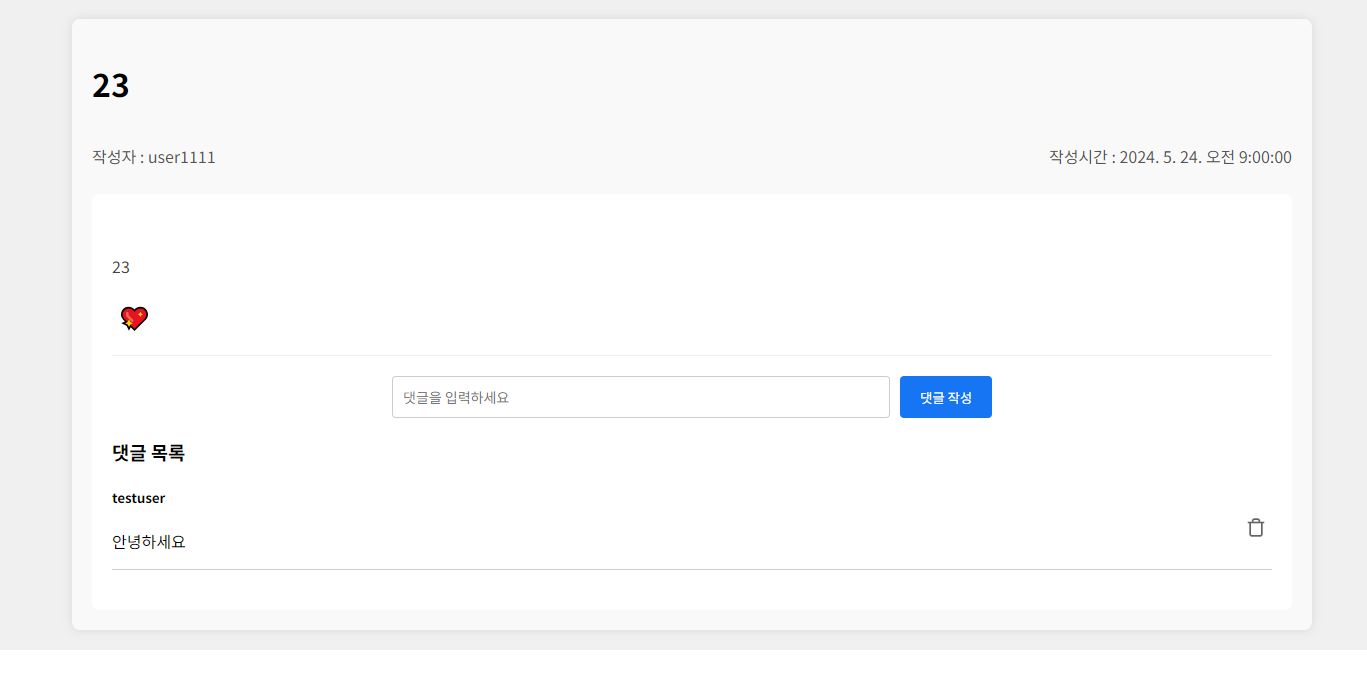 23
작성자 : user1111
작성시간 : 2024. 5. 24. 오전 9:00:00
23
댓글을 입력하세요
댓글 작성
댓글 목록
testuser
안녕하세요